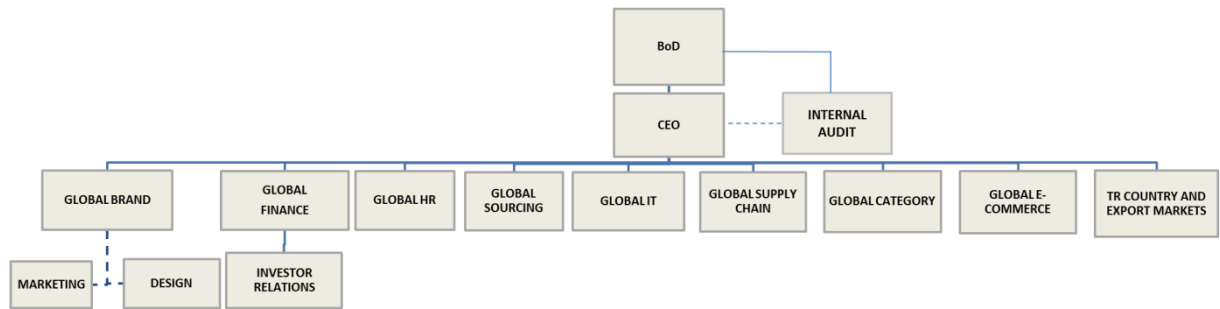 BoD
CEO
INTERNAL
AUDIT
GLOBAL BRAND
GLOBAL
FINANCE
GLOBAL HR
GLOBAL
SOURCING
GLOBAL IT
GLOBAL SUPPLY
CHAIN
GLOBAL CATEGORY
GLOBAL E-
COMMERCE
TR COUNTRY AND
EXPORT MARKETS
MARKETING
DESIGN
INVESTOR
RELATIONS